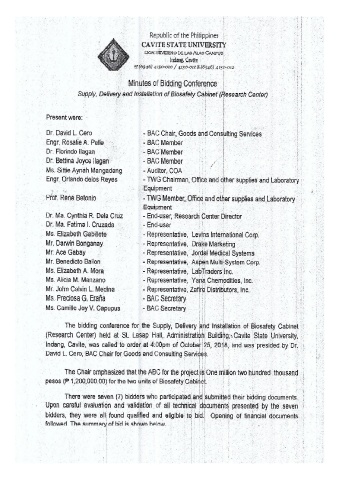 Republic of the Philippines
CAVITE STATE UNIVERSITY
DON SEVERINO DE LAS ALAS CAMPUS
Indang, Cavite
Minutes of Bidding Conference
Supply, Delivery and Installation of Biosafety Cabinet (Research Center)
Present were:
Dr. David L. Cero - BAC Chair, Goods and Consulting Services
Engr. Rosalie A. Pelle - BAC Member
Dr. Florindo Ilagan - BAC Member
Dr. Bettina Joyce Ilagan - BAC Member
Ms. Sittie Aynah Mangadang - Auditor, COA
Engr. Orlando delos Reyes - TWG Chairman, Office and other supplies and Laboratory
Equipment
Prof. Rene Betonio - TWG Member, Office and other supplies and Laboratory
Equipment
Dr. Ma. Cynthia R. Dela Cruz - End-user, Research Center Director
Dr. Ma. Fatima I. Cruzada - End-user
Ms. Elizabeth Gabilete - Representative, Levins International Corp.
Mr. Darwin Bonganay - Representative, Drake Marketing
Mr. Ace Gabay - Representative, Jordel Medical Systems
Mr. Benedicto Bailon - Representative, Aspen Multi System Corp.
Ms. Elizabeth A. Mora - Representative, LabTraders Inc.
Ms. Alicia M. Manzano - Representative, Yana Chemodities, Inc.
Mr. John Calvin L. Medina - Representative, Zafire Distributors, Inc.
Ms. Preciosa G. Eraña - BAC Secretary
Ms. Camille Joy V. Capupus - BAC Secretary
The bidding conference for the Supply, Delivery and Installation of Biosafety Cabinet
(Research Center) held at St. Lasap Hall, Administration Building, Cavite State University,
Indang, Cavite, was called to order at 4:00pm of October 25, 2016, and was presided by Dr.
David L. Cero, BAC Chair for Goods and Consulting Services.
The Chair emphasized that the ABC for the project is One million two hundred thousand
pesos (₱ 1,200,000.00) for the two units of Biosafety Cabinet.
There were seven (7) bidders who participated and submitted their bidding documents.
Upon careful evaluation and validation of all technical documents presented by the seven
bidders, they were all found qualified and eligible to bid. Opening of financial documents
followed. The summary of bid is shown below.